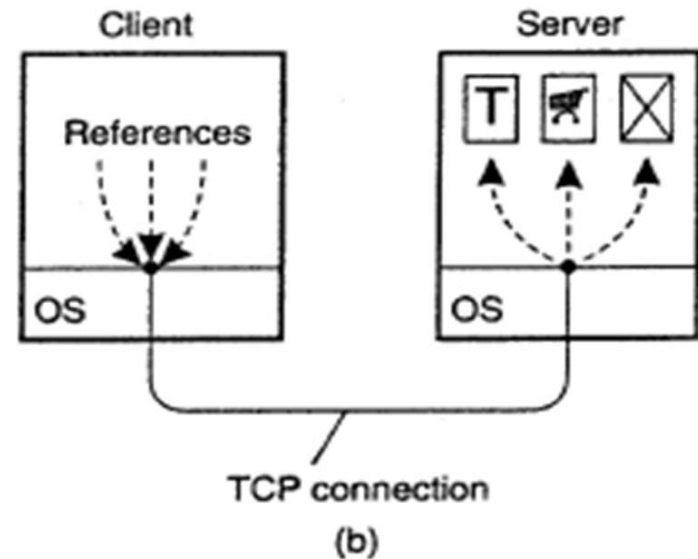 Client
Server
References
T
OS
OS
TCP connection
(b)